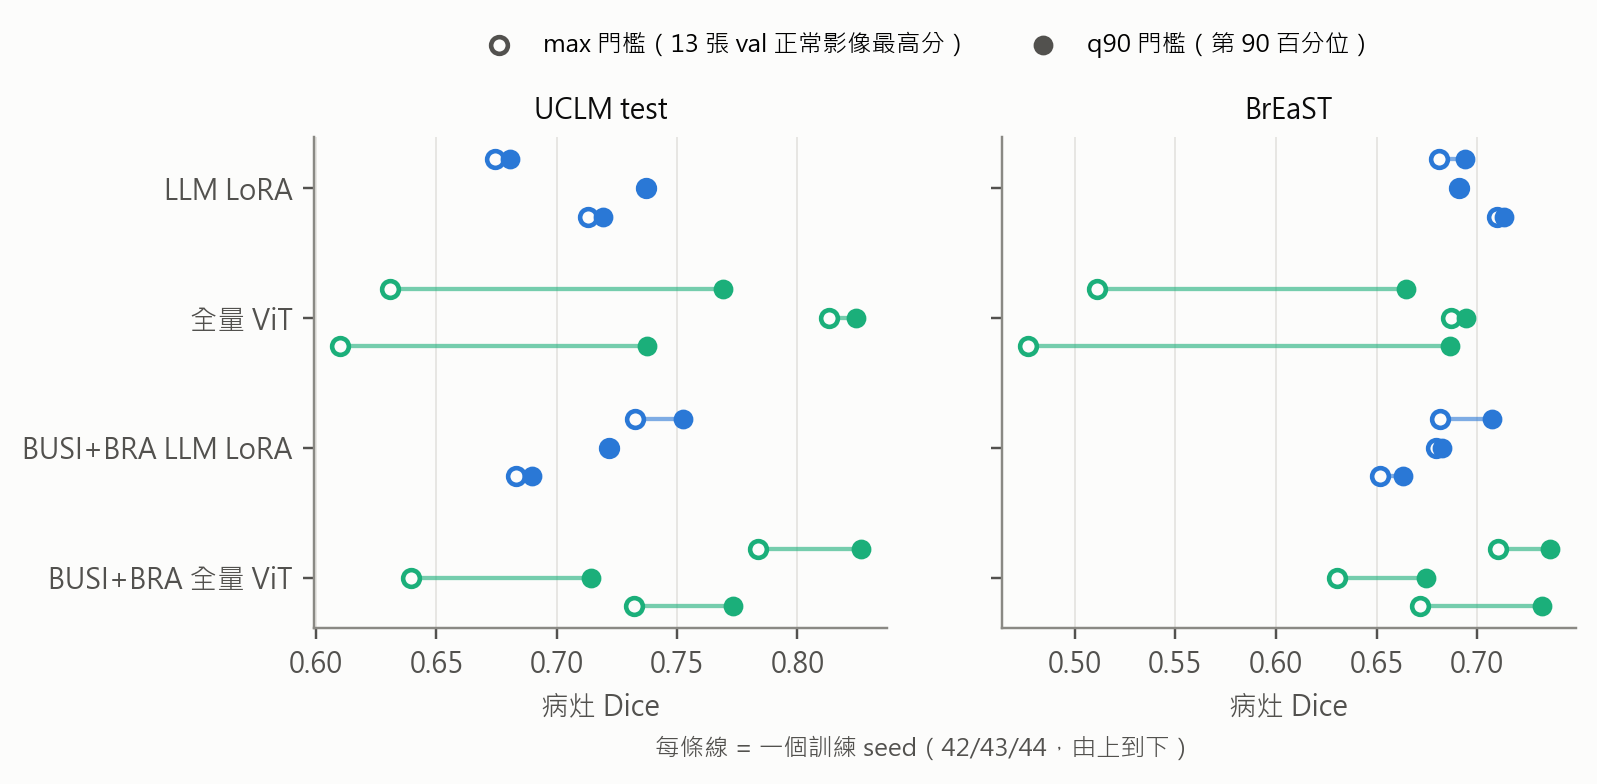 max 門檻（13 張 val 正常影像最高分）
q90 門檻（第 90 百分位）
UCLM test
BrEaST
LLM LoRA
全量 ViT
BUSI+BRA LLM LoRA
BUSI+BRA 全量 ViT
0.60 0.65 0.70 0.75 0.80
0.50 0.55 0.60 0.65 0.70
病灶 Dice
病灶 Dice
每條線 = 一個訓練 seed（42/43/44，由上到下）